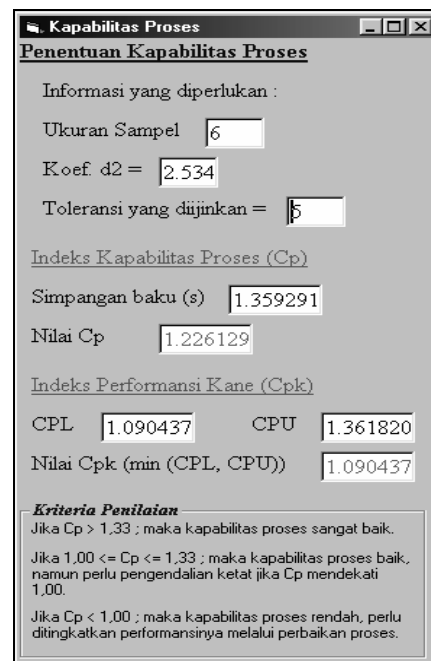 Kapabilitas Proses
Penentuan Kapabilitas Proses
Informasi yang diperlukan :
Ukuran Sampel 6
Koef. d2 = 2.534
Toleransi yang diijinkan = 5
Indeks Kapabilitas Proses (Cp)
Simpangan baku (s) 1.359291
Nilai Cp 1.226129
Indeks Performansi Kane (Cpk)
CPL 1.090437 CPU 1.361820
Nilai Cpk (min (CPL, CPU)) 1.090437
Kriteria Penilaian
Jika Cp > 1,33 ; maka kapabilitas proses sangat baik.
Jika 1,00 <= Cp <= 1,33 ; maka kapabilitas proses baik,
namun perlu pengendalian ketat jika Cp mendekati
1,00.
Jika Cp < 1,00 ; maka kapabilitas proses rendah, perlu
ditingkatkan performansinya melalui perbaikan proses.